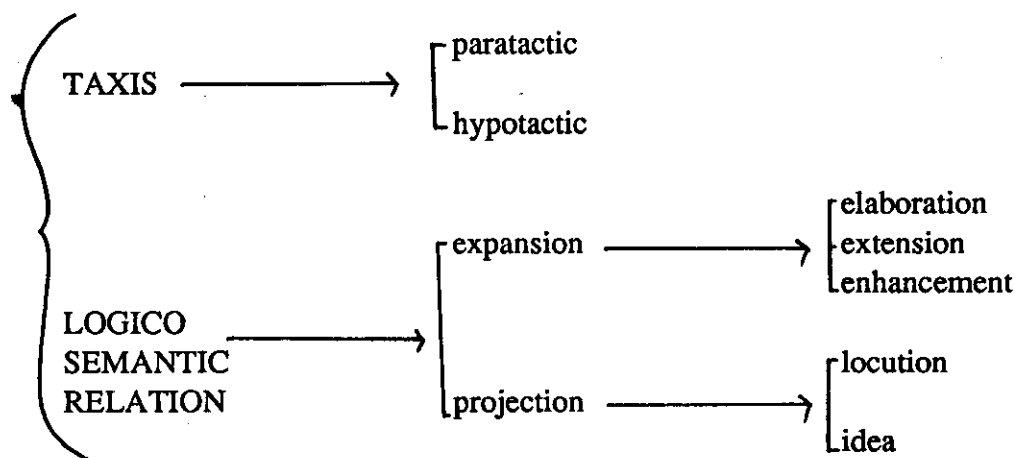 paratactic
TAXIS
hypotactic
elaboration
expansion
extension
enhancement
LOGICO
SEMANTIC
RELATION
locution
projection
idea